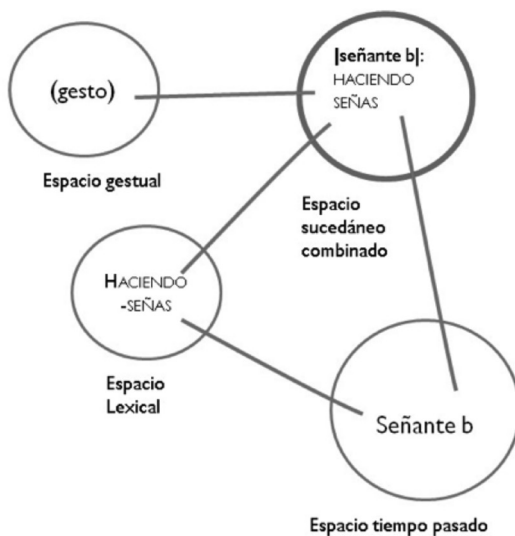 (gesto)
Espacio gestual
|señante b|:
HACIENDO
SEÑAS
Espacio
sucedáneo
combinado
HACIENDO
-SEÑAS
Espacio
Lexical
Señante b
Espacio tiempo pasado